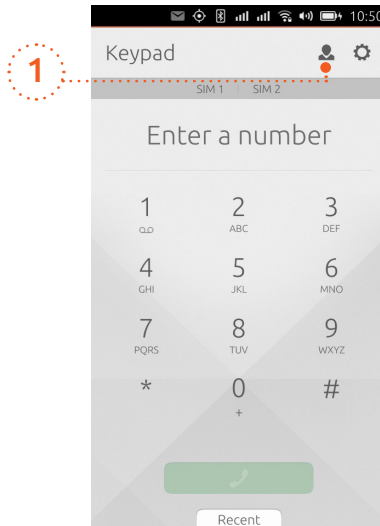 10:50
Keypad
1
SIM 1 SIM 2
Enter a number
1 2 3
ABC DEF
4 5 6
GHI JKL MNO
7 8 9
PQRS TUV WXYZ
* 0 #
+
Recent